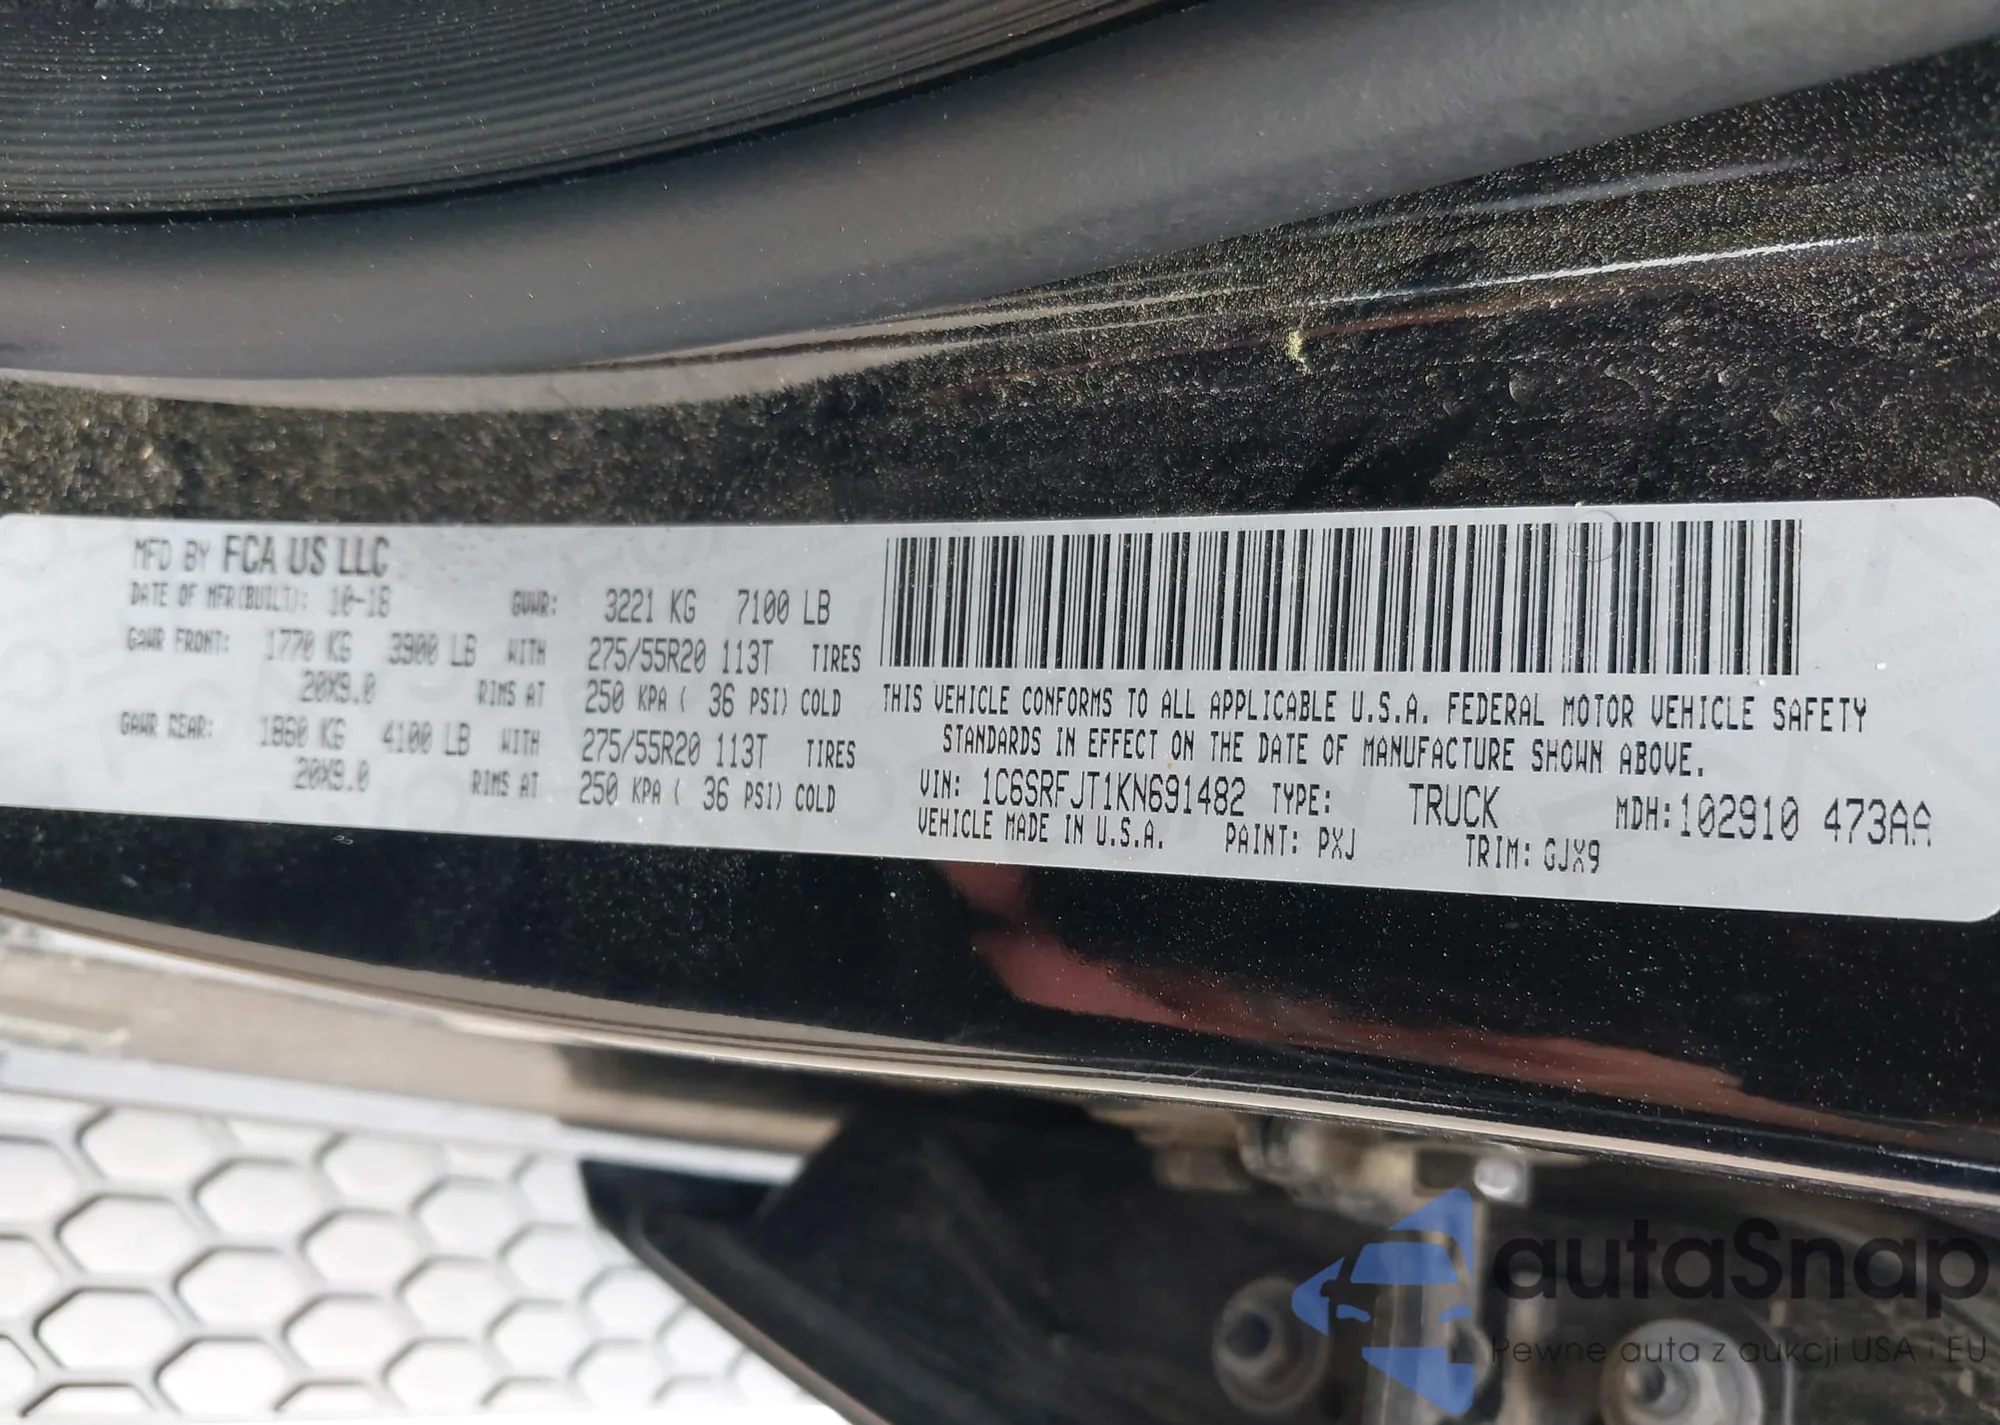 MFD BY FCA US LLC
DATE OF MFR(BUILT): 10-18 GVWR: 3221 KG 7100 LB
GAWR FRONT: 1770 KG 3900 LB WITH 275/55R20 113T TIRES
20X9.0 RIMS AT 250 KPA ( 36 PSI) COLD
GAWR REAR: 1860 KG 4100 LB WITH 275/55R20 113T TIRES
20X9.0 RIMS AT 250 KPA ( 36 PSI) COLD
THIS VEHICLE CONFORMS TO ALL APPLICABLE U.S.A. FEDERAL MOTOR VEHICLE SAFETY
STANDARDS IN EFFECT ON THE DATE OF MANUFACTURE SHOWN ABOVE.
VIN: 1C6SRFJT1KN691482 TYPE: TRUCK MDH:102910 473AA
VEHICLE MADE IN U.S.A. PAINT: PXJ TRIM: GJX9
autaSnap
Pewne auta z aukcji USA i EU